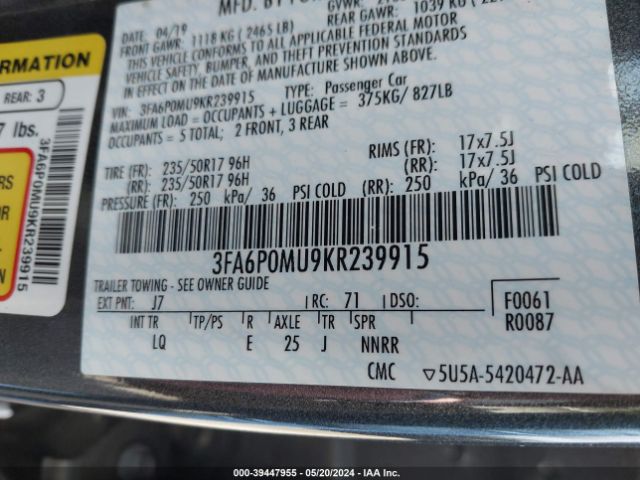 MFD. BY
GVWR:
DATE: 04/19
FRONT GAWR: 1118 KG ( 2465 LB)
REAR GAWR: 1039 KG
THIS VEHICLE CONFORMS TO ALL APPLICABLE FEDERAL MOTOR
VEHICLE SAFETY, BUMPER, AND THEFT PREVENTION STANDARDS
IN EFFECT ON THE DATE OF MANUFACTURE SHOWN ABOVE.
VIN: 3FA6P0MU9KR239915 TYPE: Passenger Car
MAXIMUM LOAD = OCCUPANTS + LUGGAGE = 375KG/ 827LB
OCCUPANTS = 5 TOTAL; 2 FRONT, 3 REAR
TIRE (FR): 235/50R17 96H RIMS (FR): 17x7.5J
(RR): 235/50R17 96H (RR): 17x7.5J
PRESSURE (FR): 250 kPa/ 36 PSI COLD (RR): 250 kPa/ 36 PSI COLD
3FA6P0MU9KR239915
TRAILER TOWING - SEE OWNER GUIDE
EXT PNT: J7 RC: 71 DSO: F0061
INT TR TP/PS R AXLE TR SPR R0087
LQ E 25 J NNRR
CMC ▽5U5A-5420472-AA
ORMATION
REAR: 3
7 lbs.
3FA6P0MU9KR239915
000-39447955 — 05/20/2024 — IAA Inc.